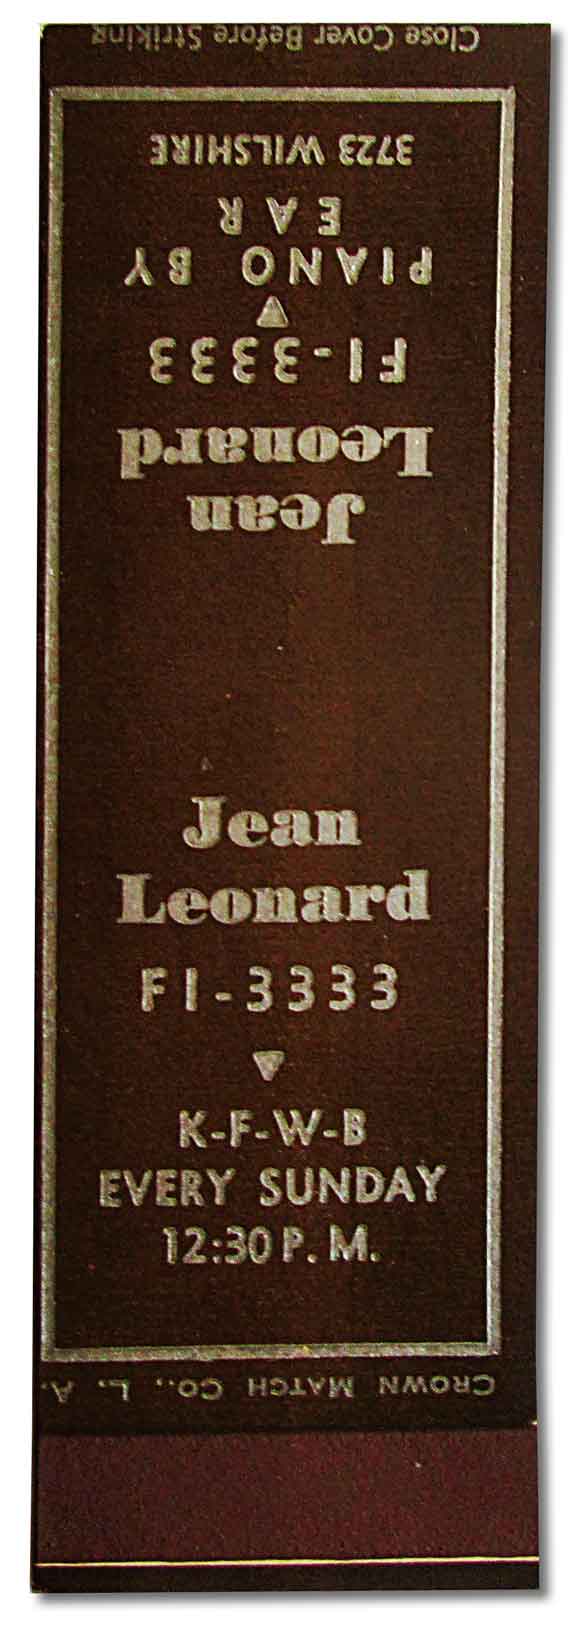 Close Cover Before Striking
3723 WILSHIRE
EAR
PIANO BY
FI-3333
Leonard
Jean
Jean
Leonard
FI-3333
K-F-W-B
EVERY SUNDAY
12:30 P. M.
CROWN MATCH CO., L. A.